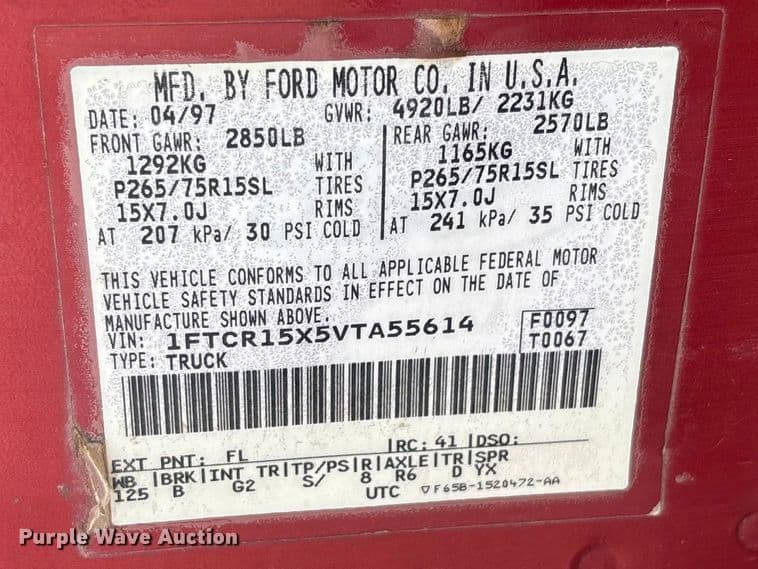 MFD. BY FORD MOTOR CO. IN U.S.A.
DATE: 04/97 GVWR: 4920LB/ 2231KG
FRONT GAWR: 2850LB REAR GAWR: 2570LB
1292KG WITH 1165KG WITH
P265/75R15SL TIRES P265/75R15SL TIRES
15X7.0J RIMS 15X7.0J RIMS
AT 207 kPa/ 30 PSI COLD AT 241 kPa/ 35 PSI COLD
THIS VEHICLE CONFORMS TO ALL APPLICABLE FEDERAL MOTOR
VEHICLE SAFETY STANDARDS IN EFFECT ON THE DATE OF
MANUFACTURE SHOWN ABOVE.
VIN: 1FTCR15X5VTA55614 F0097
TYPE: TRUCK T0067
EXT PNT: FL RC: 41 DSO:
WB BRK INT TR TP/PS R AXLE TR SPR
125 B G2 S/ 8 R6 D YX
UTC ▽F65B-1520472-AA
Purple Wave Auction